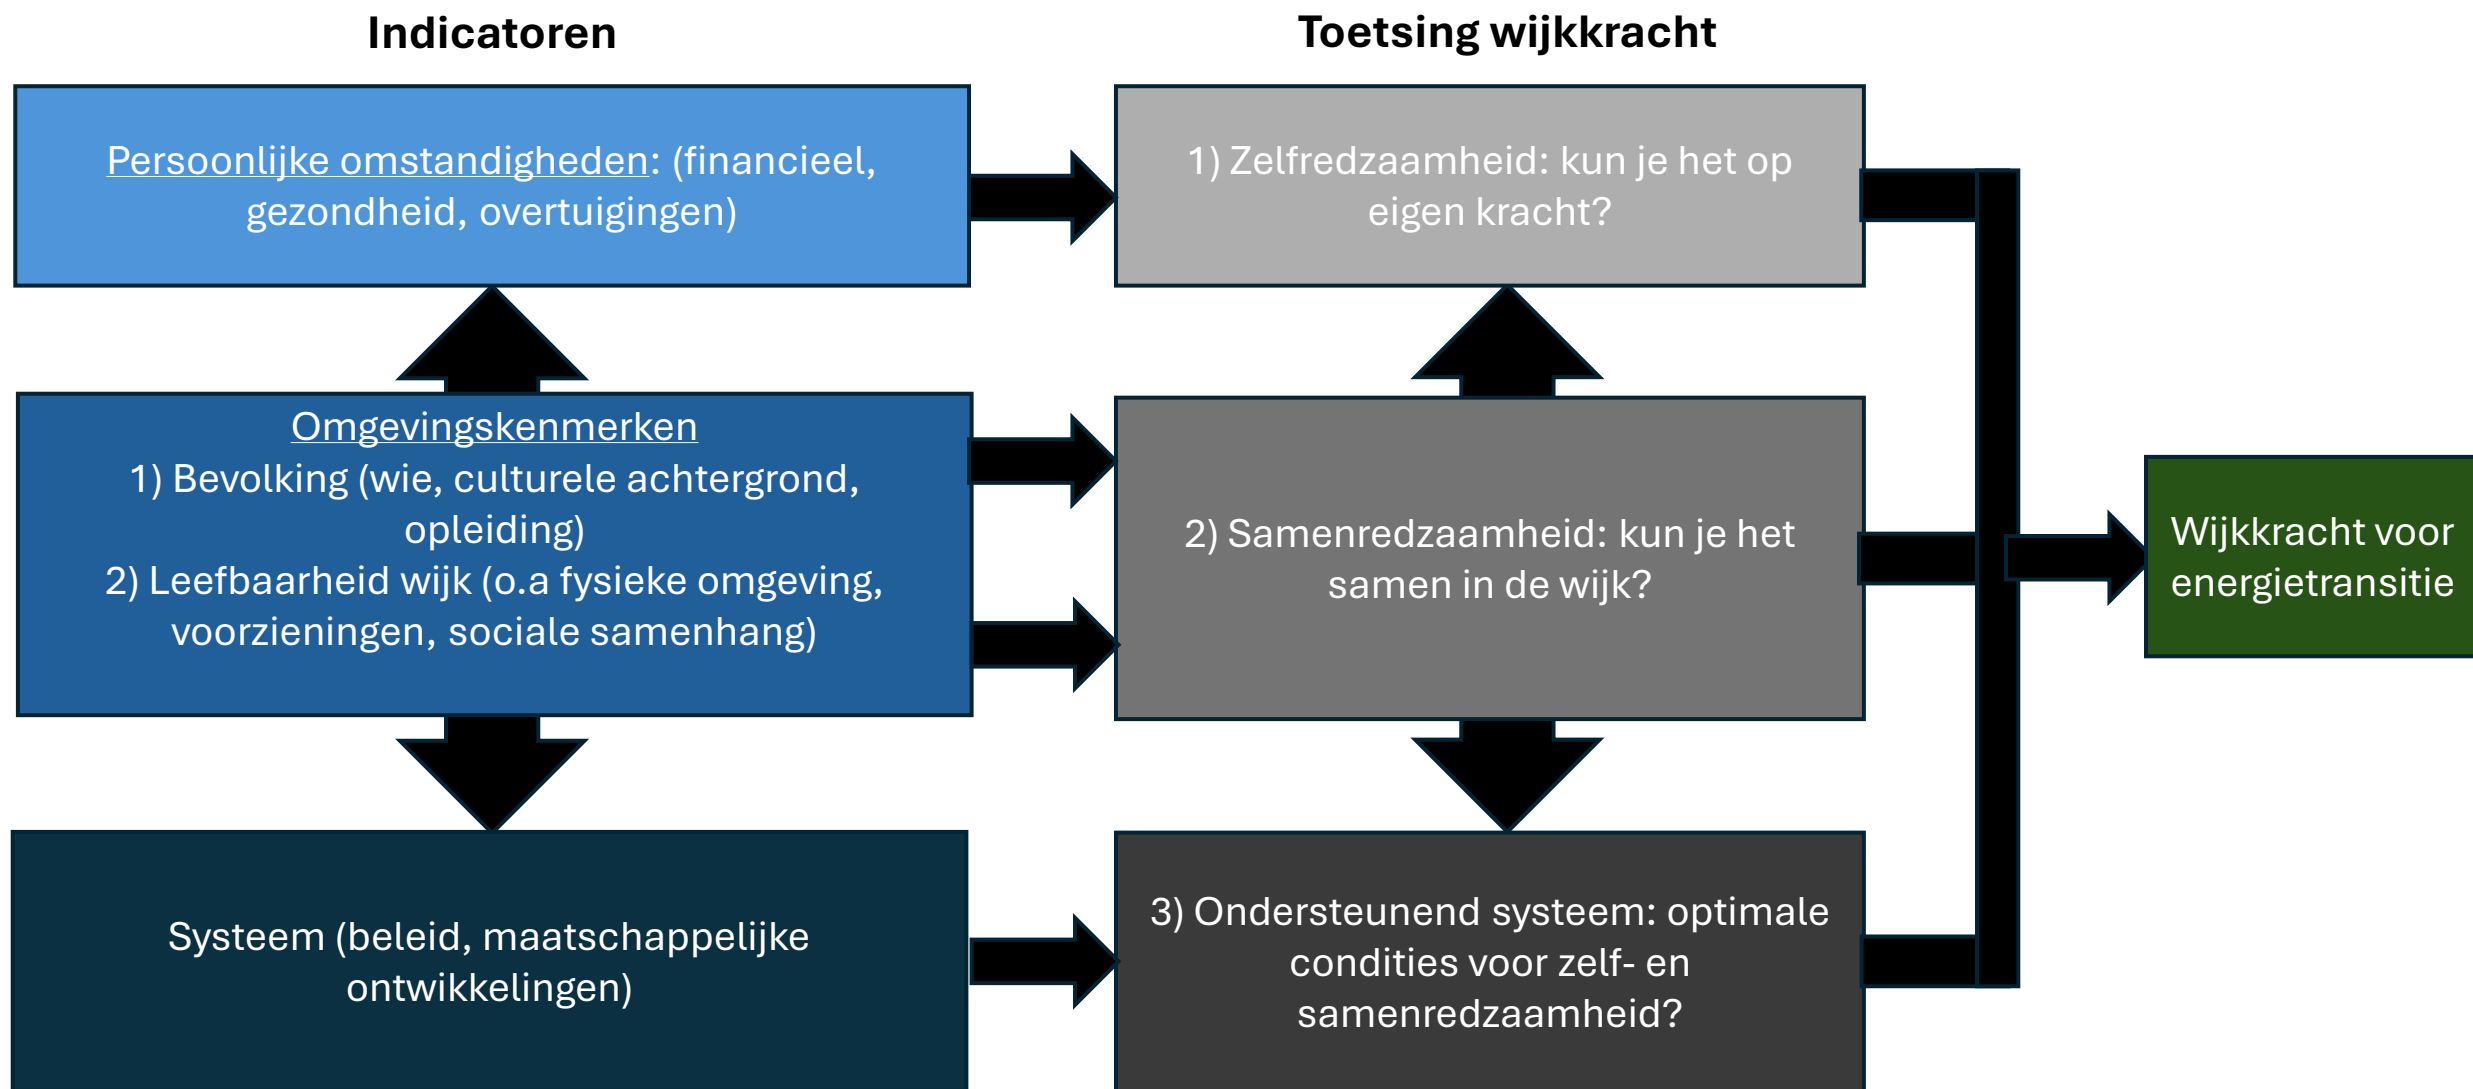 Indicatoren
Toetsing wijkkracht
Persoonlijke omstandigheden: (financieel,
gezondheid, overtuigingen)
1) Zelfredzaamheid: kun je het op
eigen kracht?
Omgevingskenmerken
1) Bevolking (wie, culturele achtergrond,
opleiding)
2) Leefbaarheid wijk (o.a fysieke omgeving,
voorzieningen, sociale samenhang)
2) Samenredzaamheid: kun je het
samen in de wijk?
Wijkkracht voor
energietransitie
Systeem (beleid, maatschappelijke
ontwikkelingen)
3) Ondersteunend systeem: optimale
condities voor zelf- en
samenredzaamheid?